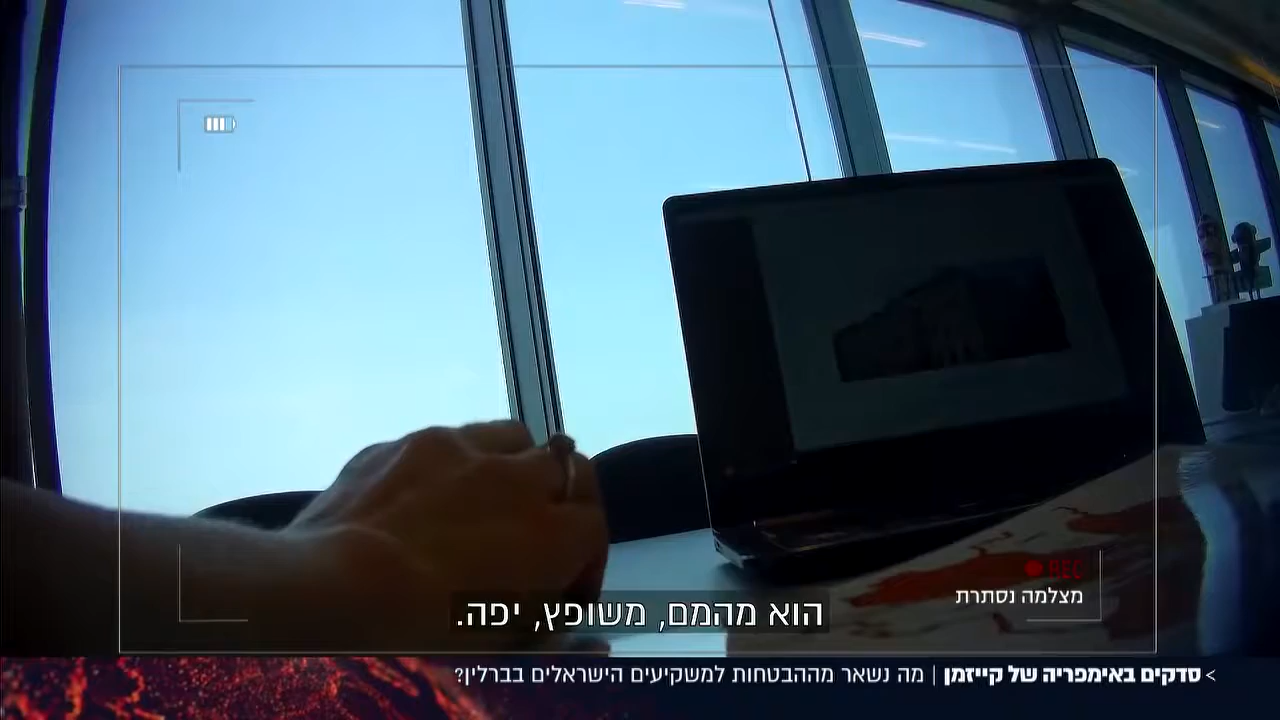 REC
מצלמה נסתרת
הוא מהמם, משופץ, יפה.
> סדקים באימפריה של קייזמן | מה נשאר מההבטחות למשקיעים הישראלים בברלין?